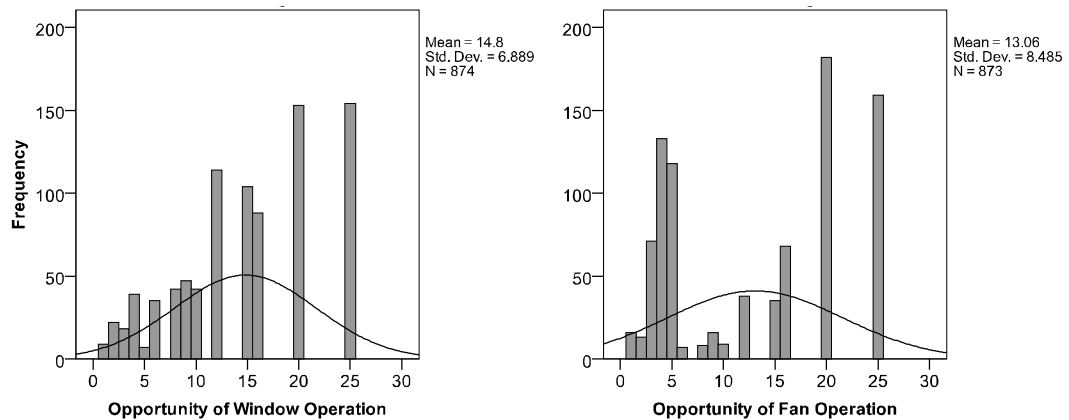 Mean = 14.8
Std. Dev. = 6.889
N = 874
Frequency
200
150
100
50
0
0 5 10 15 20 25 30
Opportunity of Window Operation
Mean = 13.06
Std. Dev. = 8.485
N = 873
200
150
100
50
0
0 5 10 15 20 25 30
Opportunity of Fan Operation